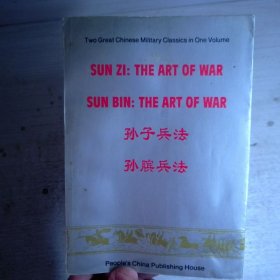 Two Great Chinese Military Classics in One Volume
SUN ZI: THE ART OF WAR
SUN BIN: THE ART OF WAR
孙子兵法
孙膑兵法
People's China Publishing House